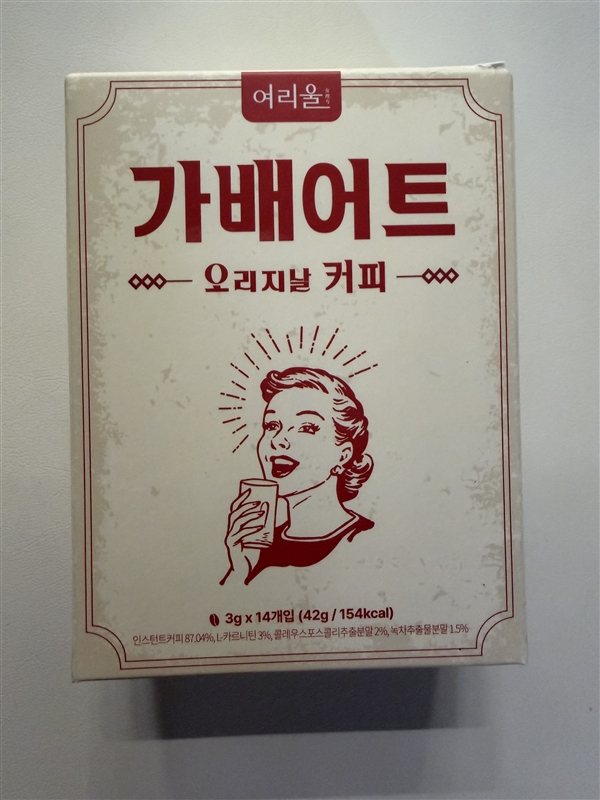 여리울
가배어트
오리지날 커피
3g x 14개입 (42g / 154kcal)
인스턴트커피 87.04%, L-카르니틴 3%, 콜레우스포스콜리추출분말 2%, 녹차추출물분말 1.5%